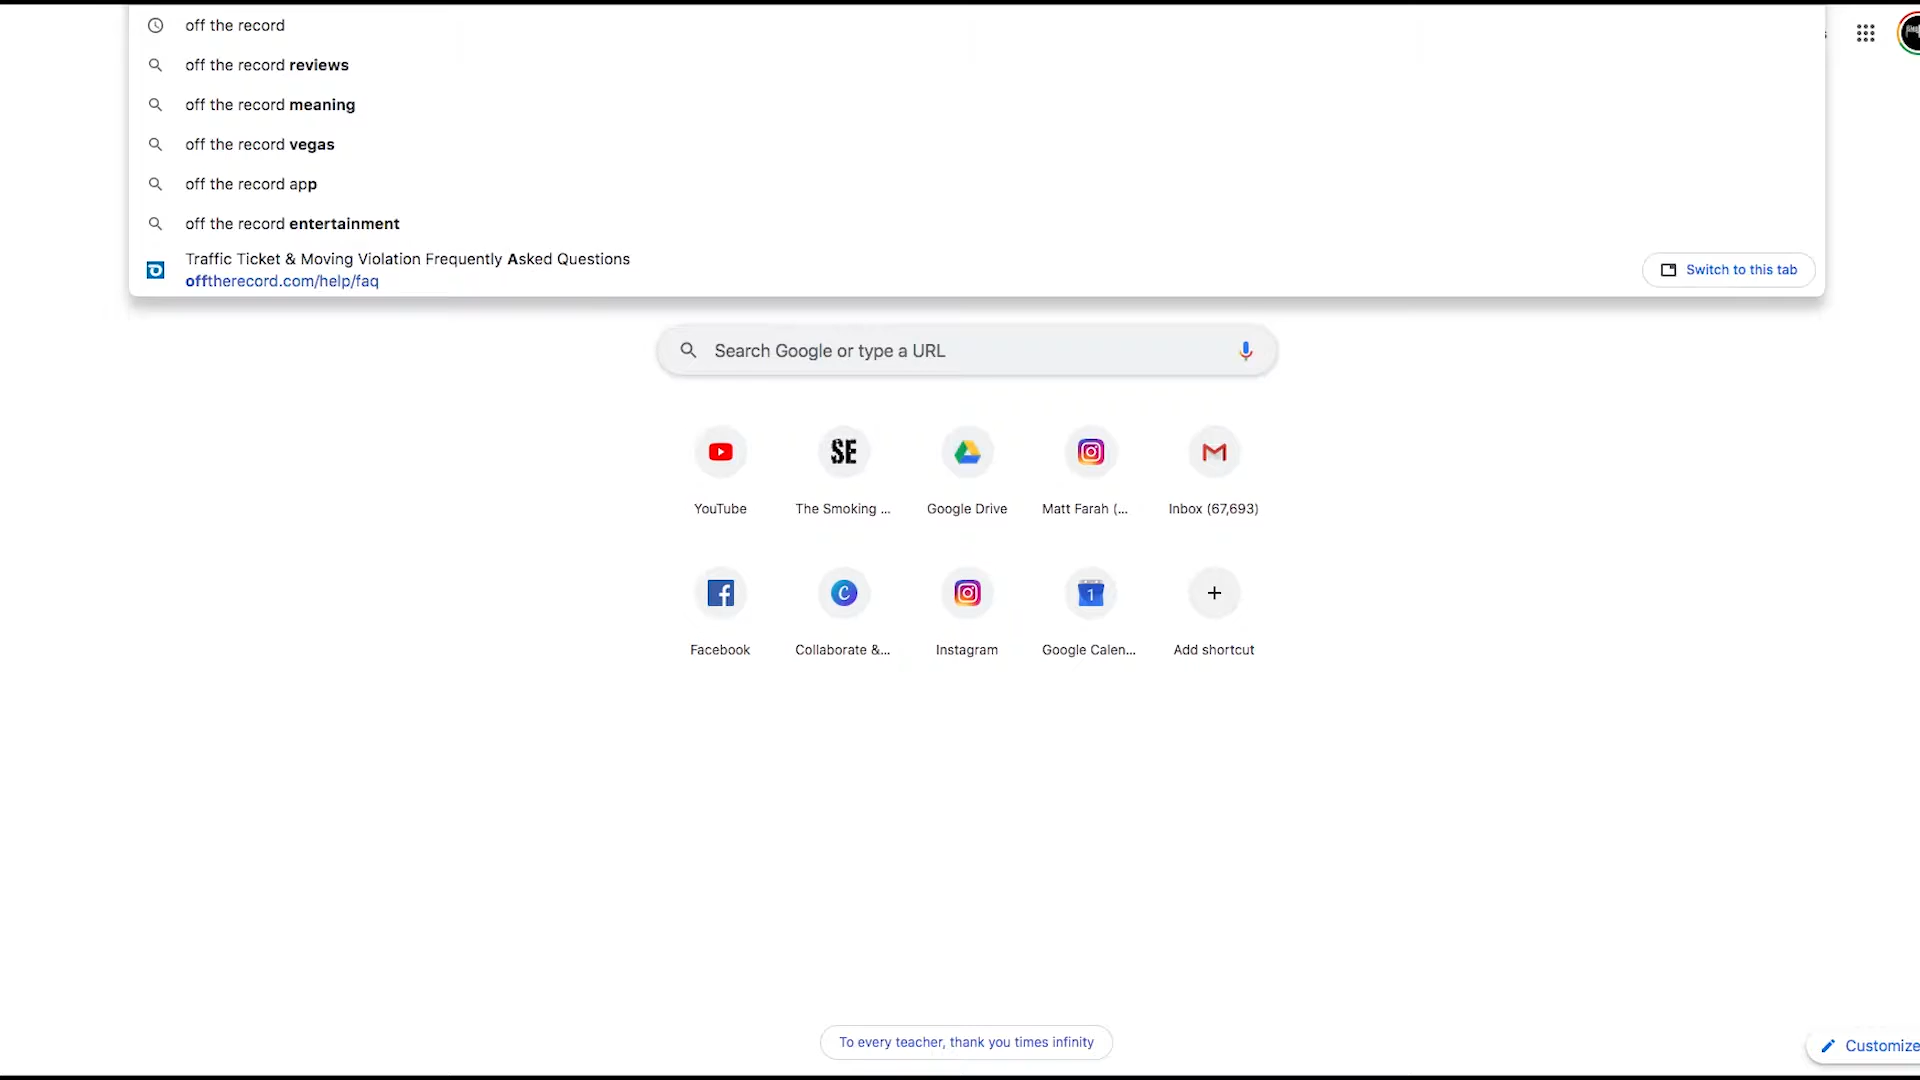 off the record
off the record reviews
off the record meaning
off the record vegas
off the record app
off the record entertainment
Traffic Ticket & Moving Violation Frequently Asked Questions
offtherecord.com/help/faq
Switch to this tab
Search Google or type a URL
YouTube
SE
The Smoking ...
Google Drive
Matt Farah (...
Inbox (67,693)
Facebook
C
Collaborate &...
Instagram
1
Google Calen...
Add shortcut
To every teacher, thank you times infinity
Customize